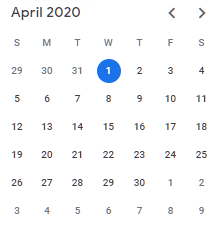 April 2020
S M T W T F S
29 30 31 1 2 3 4
5 6 7 8 9 10 11
12 13 14 15 16 17 18
19 20 21 22 23 24 25
26 27 28 29 30 1 2
3 4 5 6 7 8 9